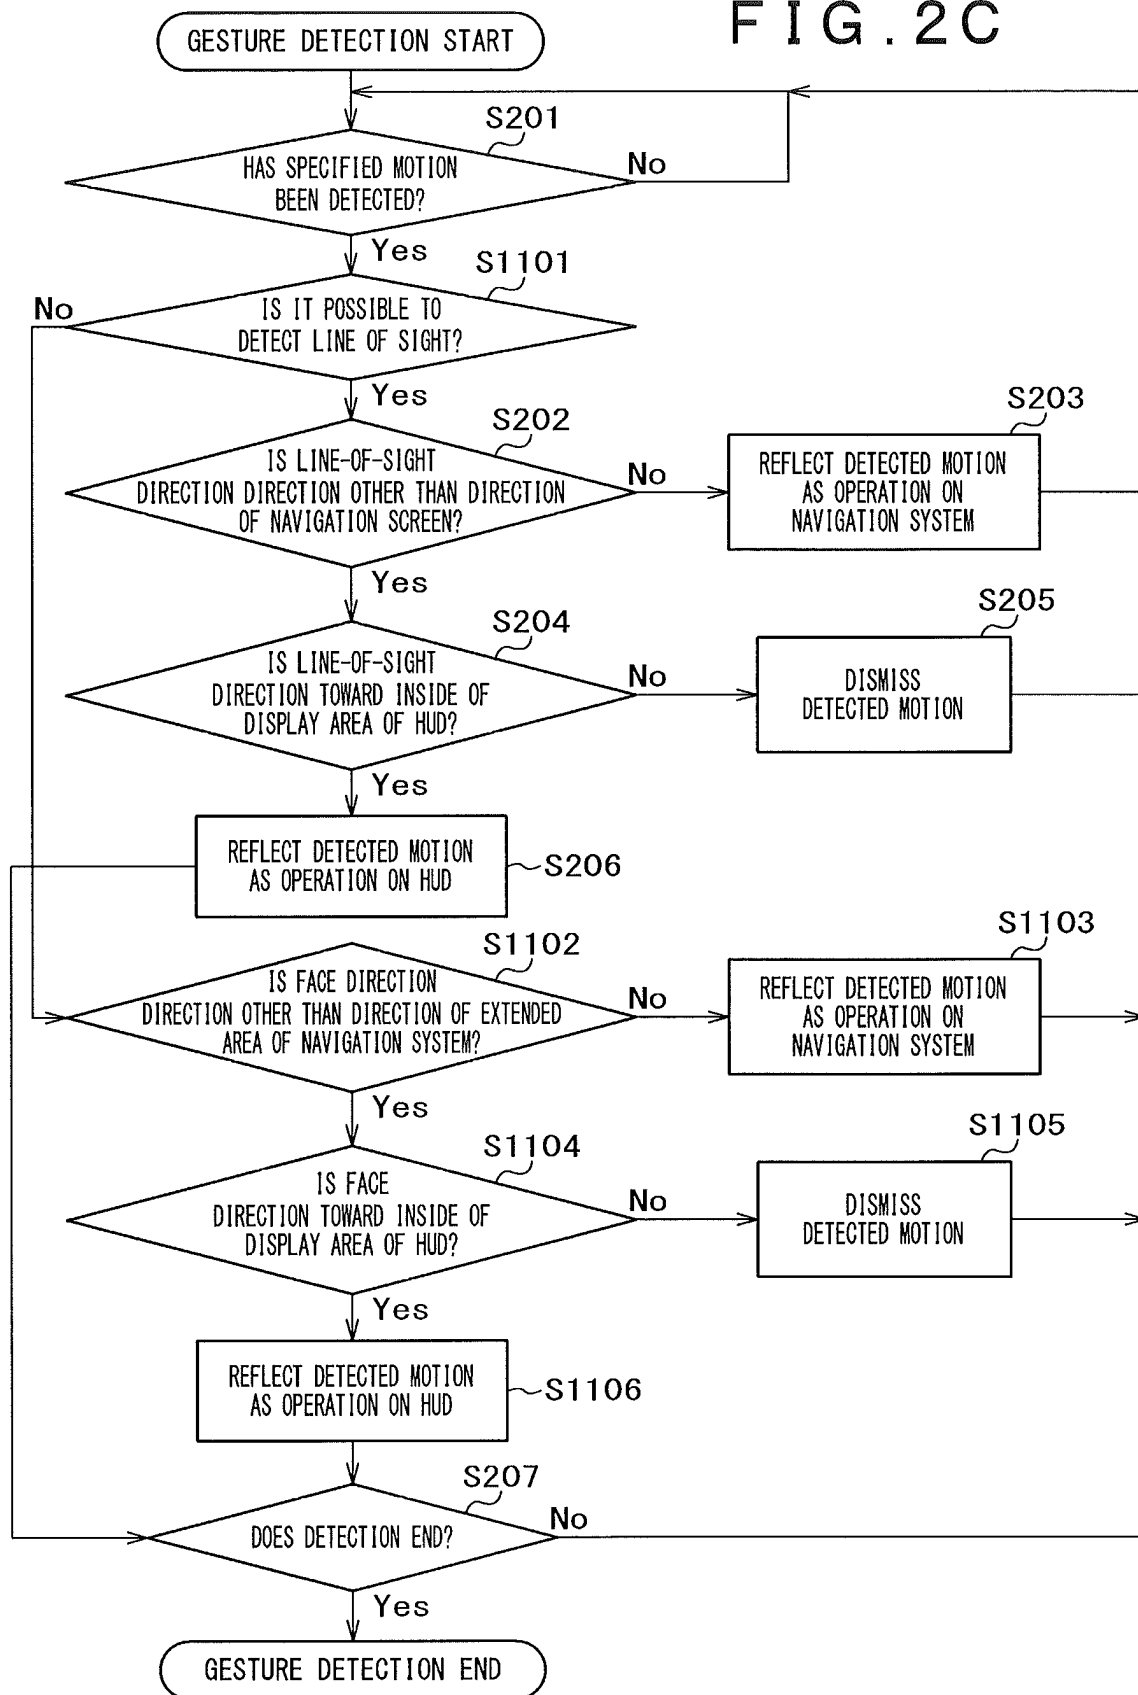 FIG.2C
GESTURE DETECTION START
S201
HAS SPECIFIED MOTION
BEEN DETECTED?
No
Yes
S1101
No
IS IT POSSIBLE TO
DETECT LINE OF SIGHT?
Yes
S202
IS LINE-OF-SIGHT
DIRECTION DIRECTION OTHER THAN DIRECTION
OF NAVIGATION SCREEN?
No
S203
REFLECT DETECTED MOTION
AS OPERATION ON
NAVIGATION SYSTEM
Yes
S204
IS LINE-OF-SIGHT
DIRECTION TOWARD INSIDE OF
DISPLAY AREA OF HUD?
No
S205
DISMISS
DETECTED MOTION
Yes
REFLECT DETECTED MOTION
AS OPERATION ON HUD
S206
S1102
IS FACE DIRECTION
DIRECTION OTHER THAN DIRECTION OF EXTENDED
AREA OF NAVIGATION SYSTEM?
No
S1103
REFLECT DETECTED MOTION
AS OPERATION ON
NAVIGATION SYSTEM
Yes
S1104
IS FACE
DIRECTION TOWARD INSIDE OF
DISPLAY AREA OF HUD?
No
S1105
DISMISS
DETECTED MOTION
Yes
REFLECT DETECTED MOTION
AS OPERATION ON HUD
S1106
S207
DOES DETECTION END?
No
Yes
GESTURE DETECTION END